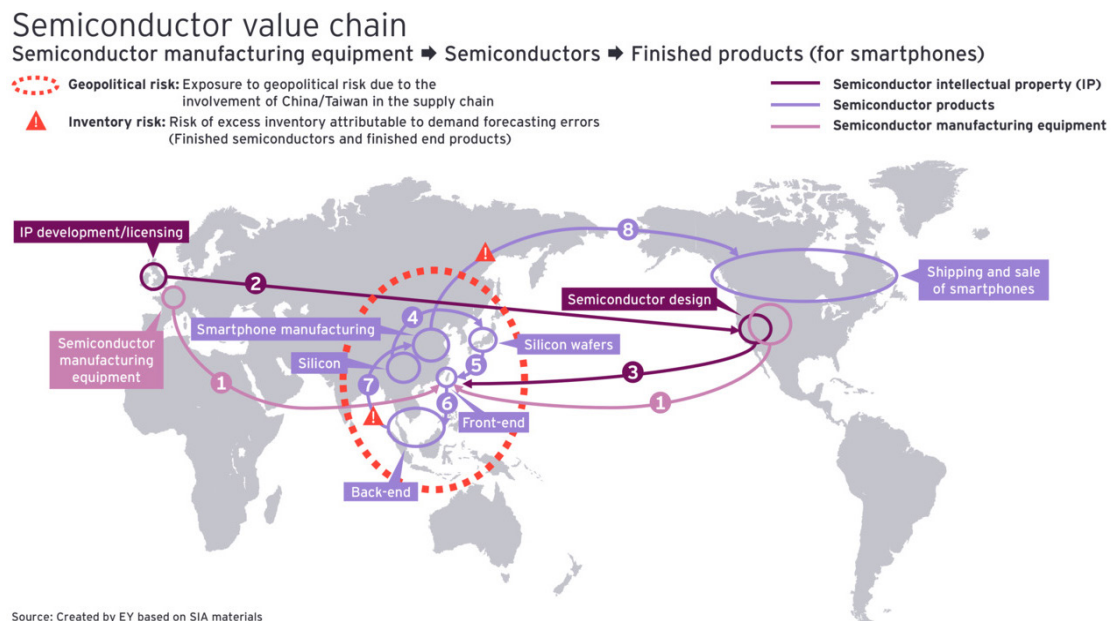 Semiconductor value chain
Semiconductor manufacturing equipment ➡ Semiconductors ➡ Finished products (for smartphones)
Geopolitical risk: Exposure to geopolitical risk due to the
involvement of China/Taiwan in the supply chain
! Inventory risk: Risk of excess inventory attributable to demand forecasting errors
(Finished semiconductors and finished end products)
Semiconductor intellectual property (IP)
Semiconductor products
Semiconductor manufacturing equipment
IP development/licensing
8
!
2
Shipping and sale
of smartphones
Semiconductor design
4
Smartphone manufacturing
Silicon wafers
Semiconductor
manufacturing
equipment
Silicon
5
3
1
7
6
1
!
Front-end
Back-end
Source: Created by EY based on SIA materials